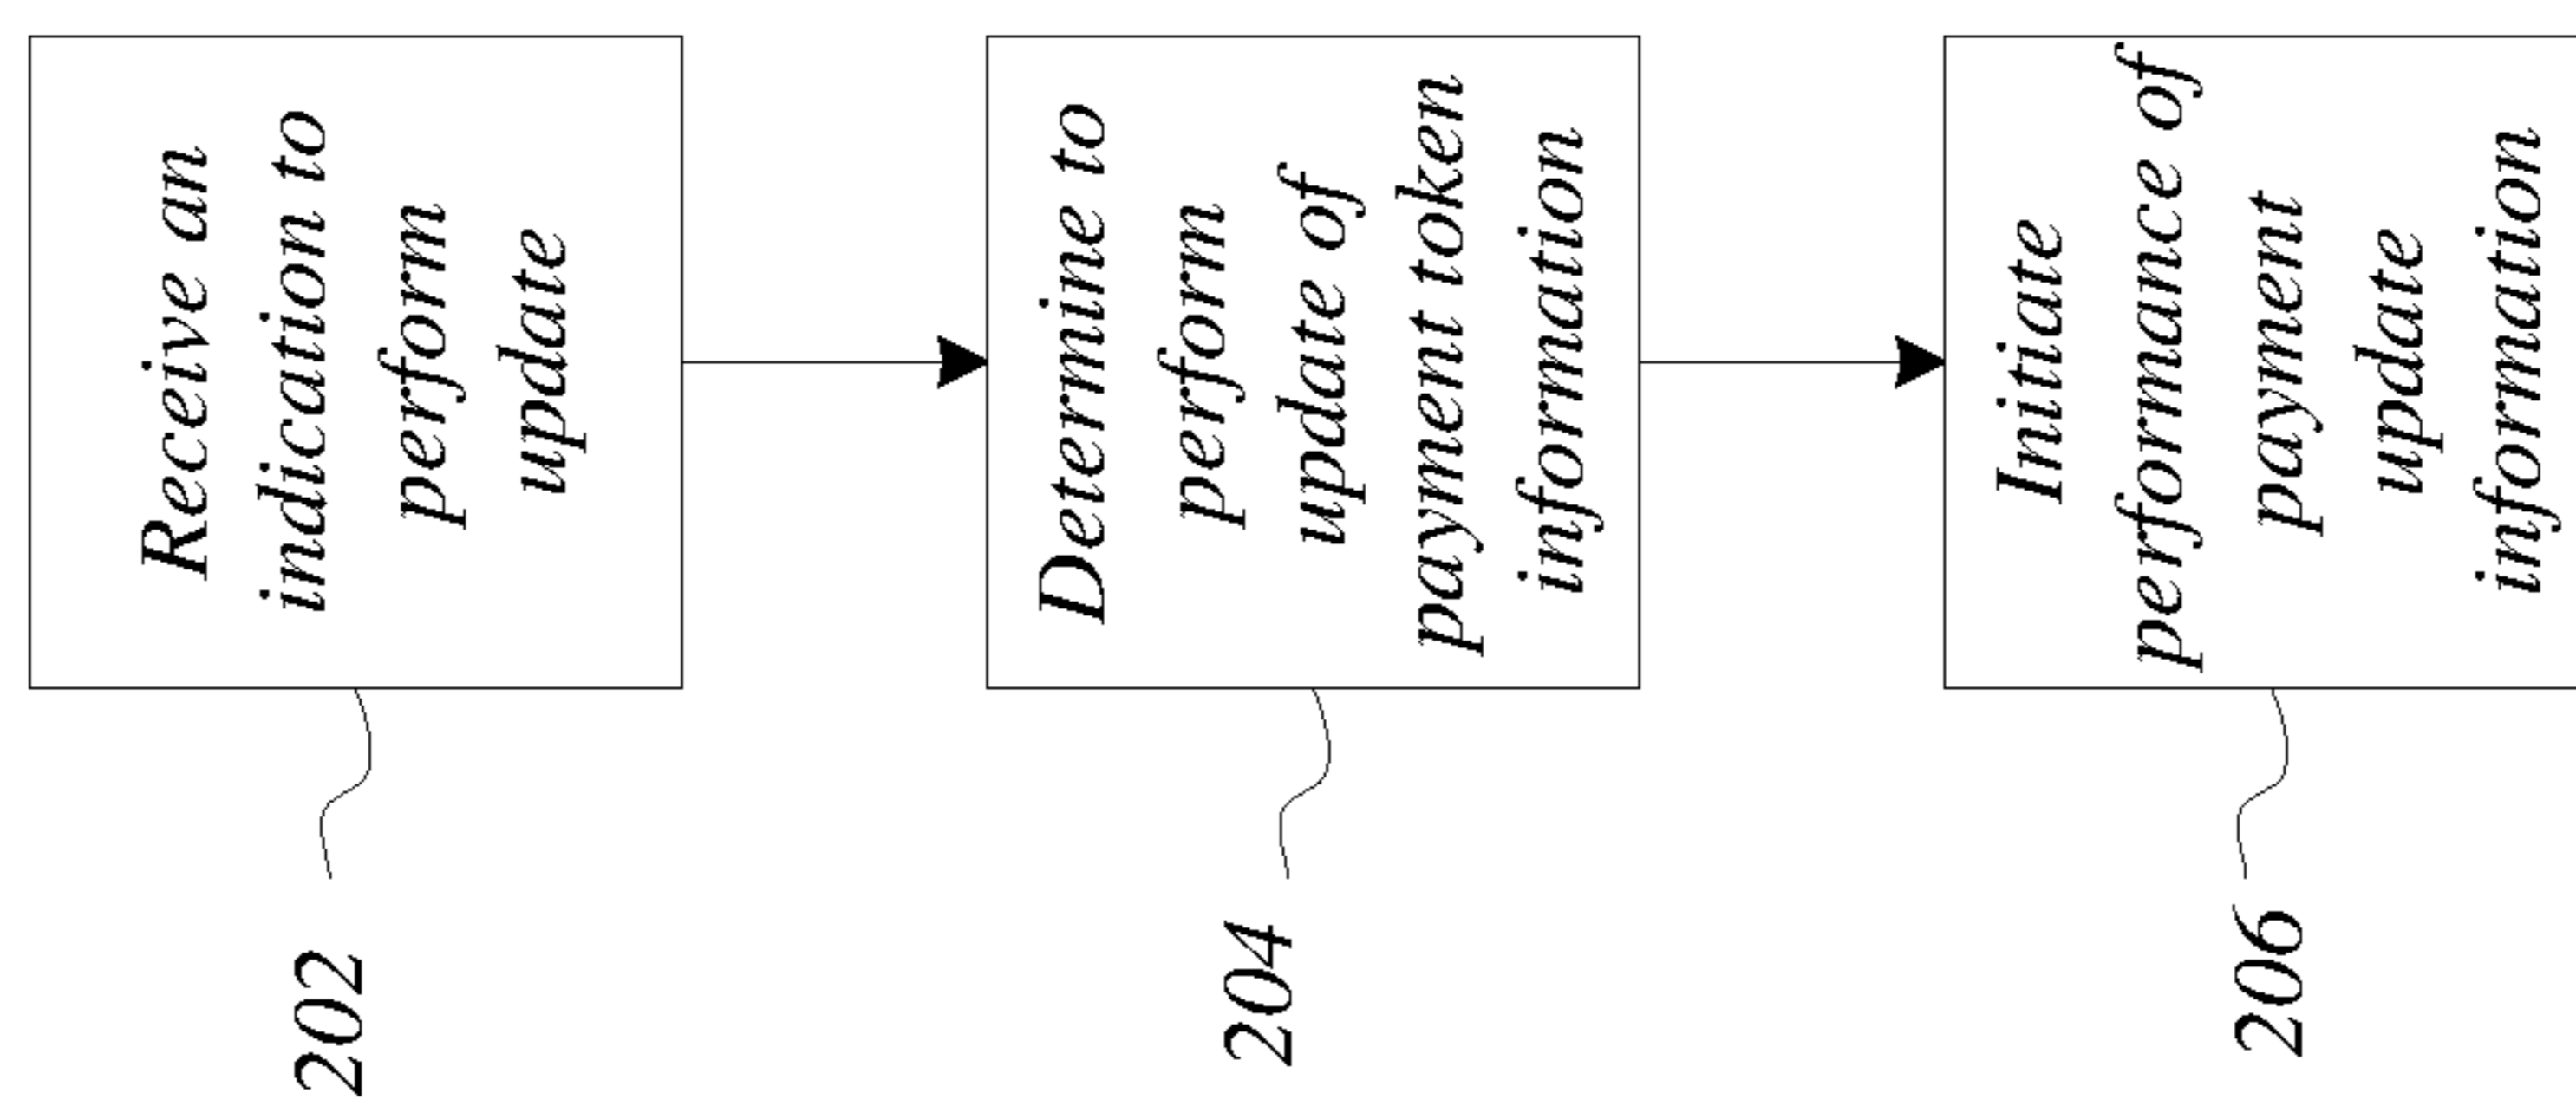 Receive an
indication to
perform
update
202
Determine to
perform
update of
payment token
information
204
Initiate
performance of
payment
update
information
206